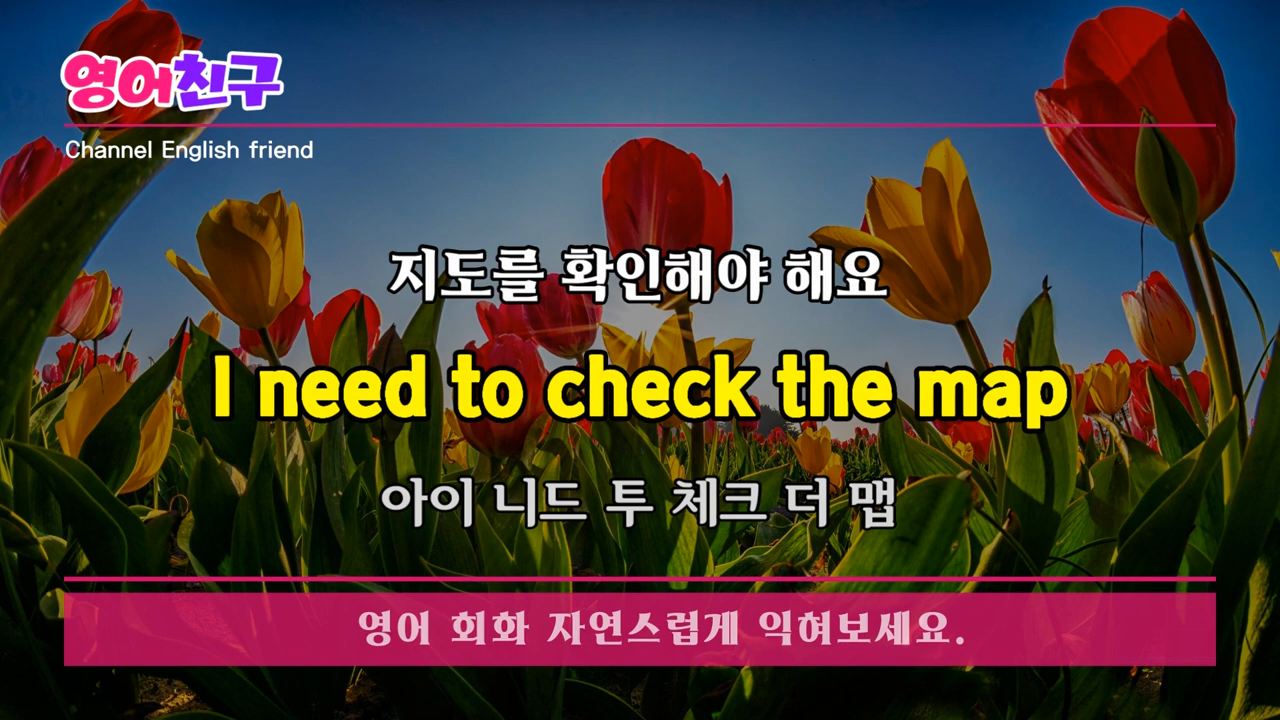 영어친구
Channel English friend
지도를 확인해야 해요
I need to check the map
아이 니드 투 체크 더 맵
영어 회화 자연스럽게 익혀보세요.